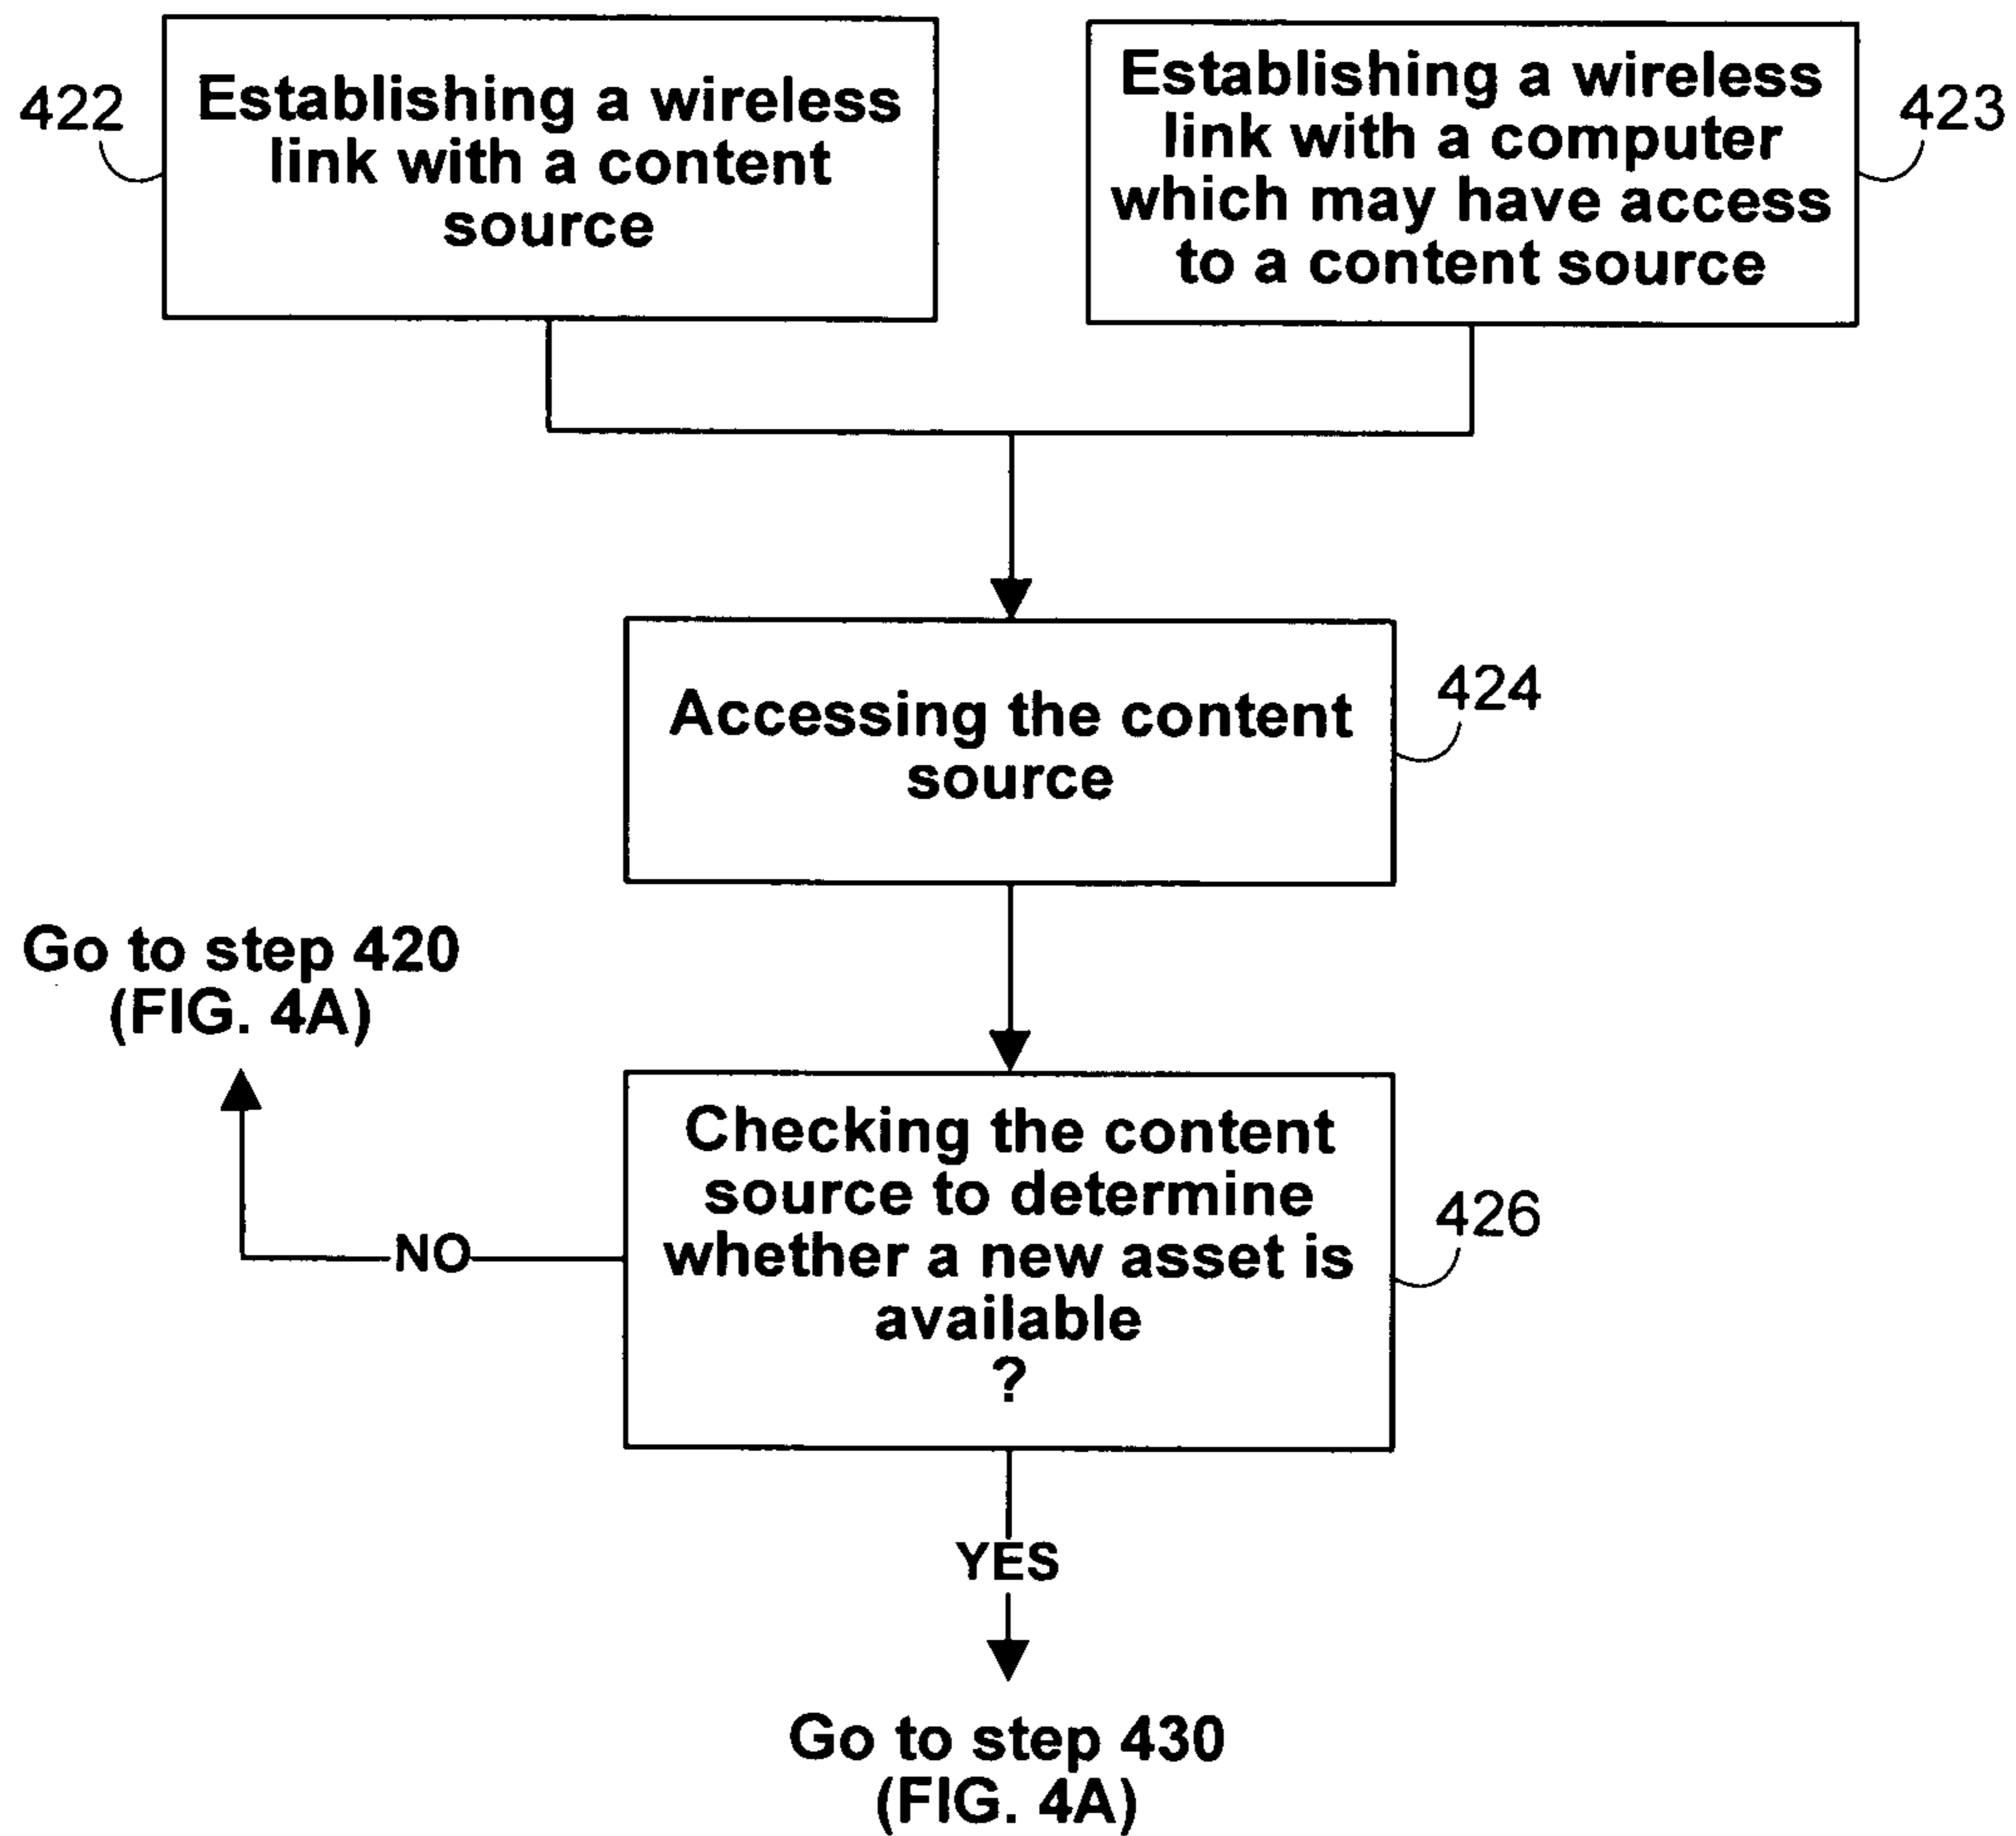 422
Establishing a wireless
link with a content
source
Establishing a wireless
link with a computer
which may have access
to a content source
423
Accessing the content
source
424
Go to step 420
(FIG. 4A)
Checking the content
source to determine
whether a new asset is
available
?
426
NO
YES
Go to step 430
(FIG. 4A)